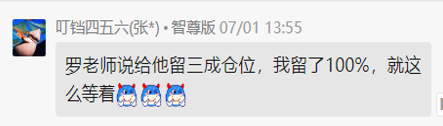 叮铛四五六(张*)·智尊版 07/01 13:55
罗老师说给他留三成仓位，我留了100%，就这
么等着